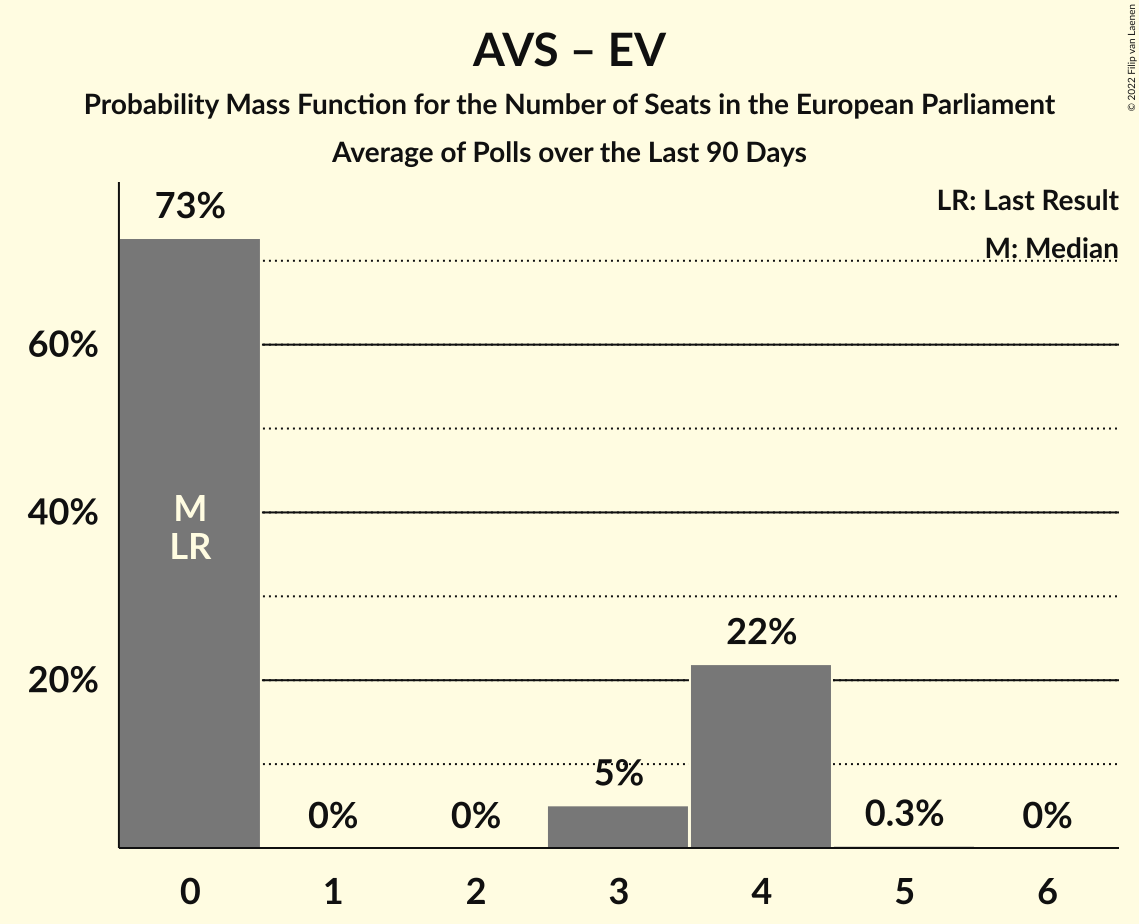 AVS – EV
Probability Mass Function for the Number of Seats in the European Parliament
Average of Polls over the Last 90 Days
© 2022 Filip van Laenen
LR: Last Result
M: Median
73%
60%
40%
20%
M
LR
0%
0%
5%
22%
0.3%
0%
0 1 2 3 4 5 6